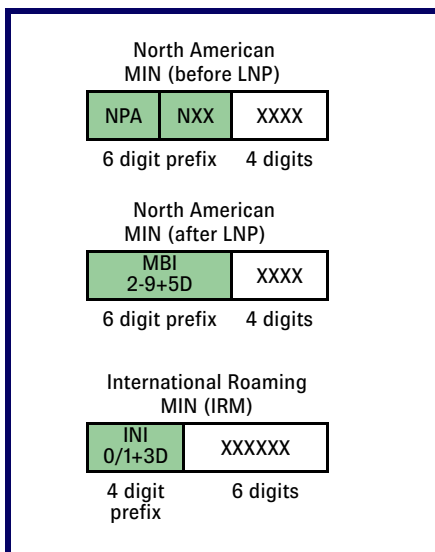 North American
MIN (before LNP)
NPA NXX XXXX
6 digit prefix 4 digits
North American
MIN (after LNP)
MBI
2-9+5D XXXX
6 digit prefix 4 digits
International Roaming
MIN (IRM)
INI
0/1+3D XXXXXX
4 digit
prefix 6 digits